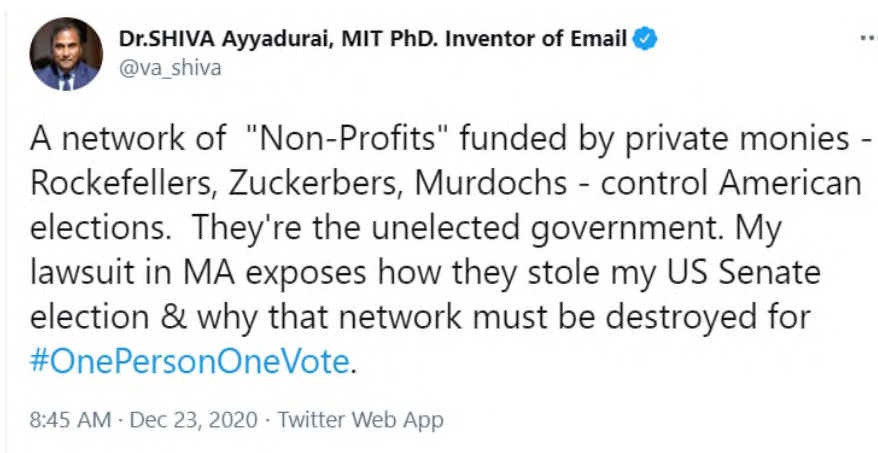 Dr.SHIVA Ayyadurai, MIT PhD. Inventor of Email
@va_shiva
A network of "Non-Profits" funded by private monies -
Rockefellers, Zuckerbers, Murdochs - control American
elections. They're the unelected government. My
lawsuit in MA exposes how they stole my US Senate
election & why that network must be destroyed for
#OnePersonOneVote.
8:45 AM · Dec 23, 2020 · Twitter Web App